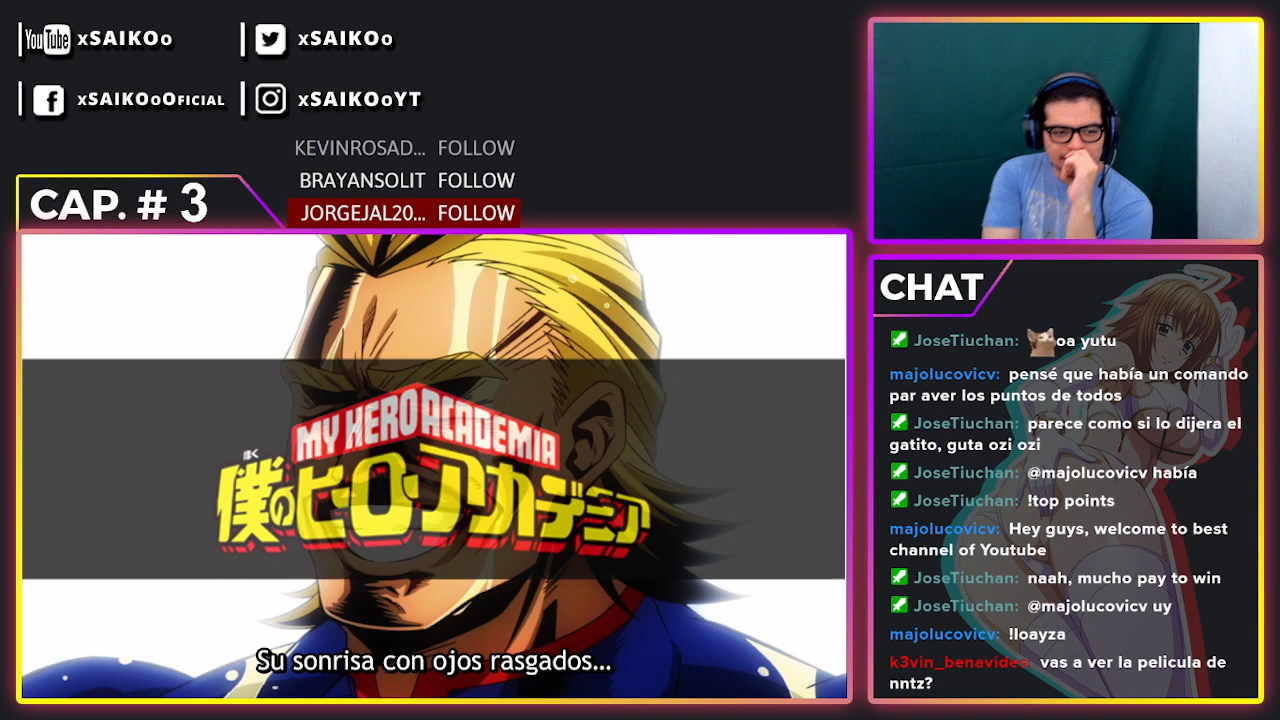 YouTube xSAIKOo
xSAIKOo
xSAIKOoOFICIAL
xSAIKOoYT
KEVINROSAD... FOLLOW
BRAYANSOLIT FOLLOW
JORGEJAL20... FOLLOW
CAP. # 3
MY HERO ACADEMIA
ぼく
僕のヒーローアカデミア
Su sonrisa con ojos rasgados...
CHAT
JoseTiuchan: oa yutu
majolucovicv: pensé que había un comando
par aver los puntos de todos
JoseTiuchan: parece como si lo dijera el
gatito, guta ozi ozi
JoseTiuchan: @majolucovicv había
JoseTiuchan: !top points
majolucovicv: Hey guys, welcome to best
channel of Youtube
JoseTiuchan: naah, mucho pay to win
JoseTiuchan: @majolucovicv uy
majolucovicv: !loayza
k3vin_benavides: vas a ver la pelicula de
nntz?